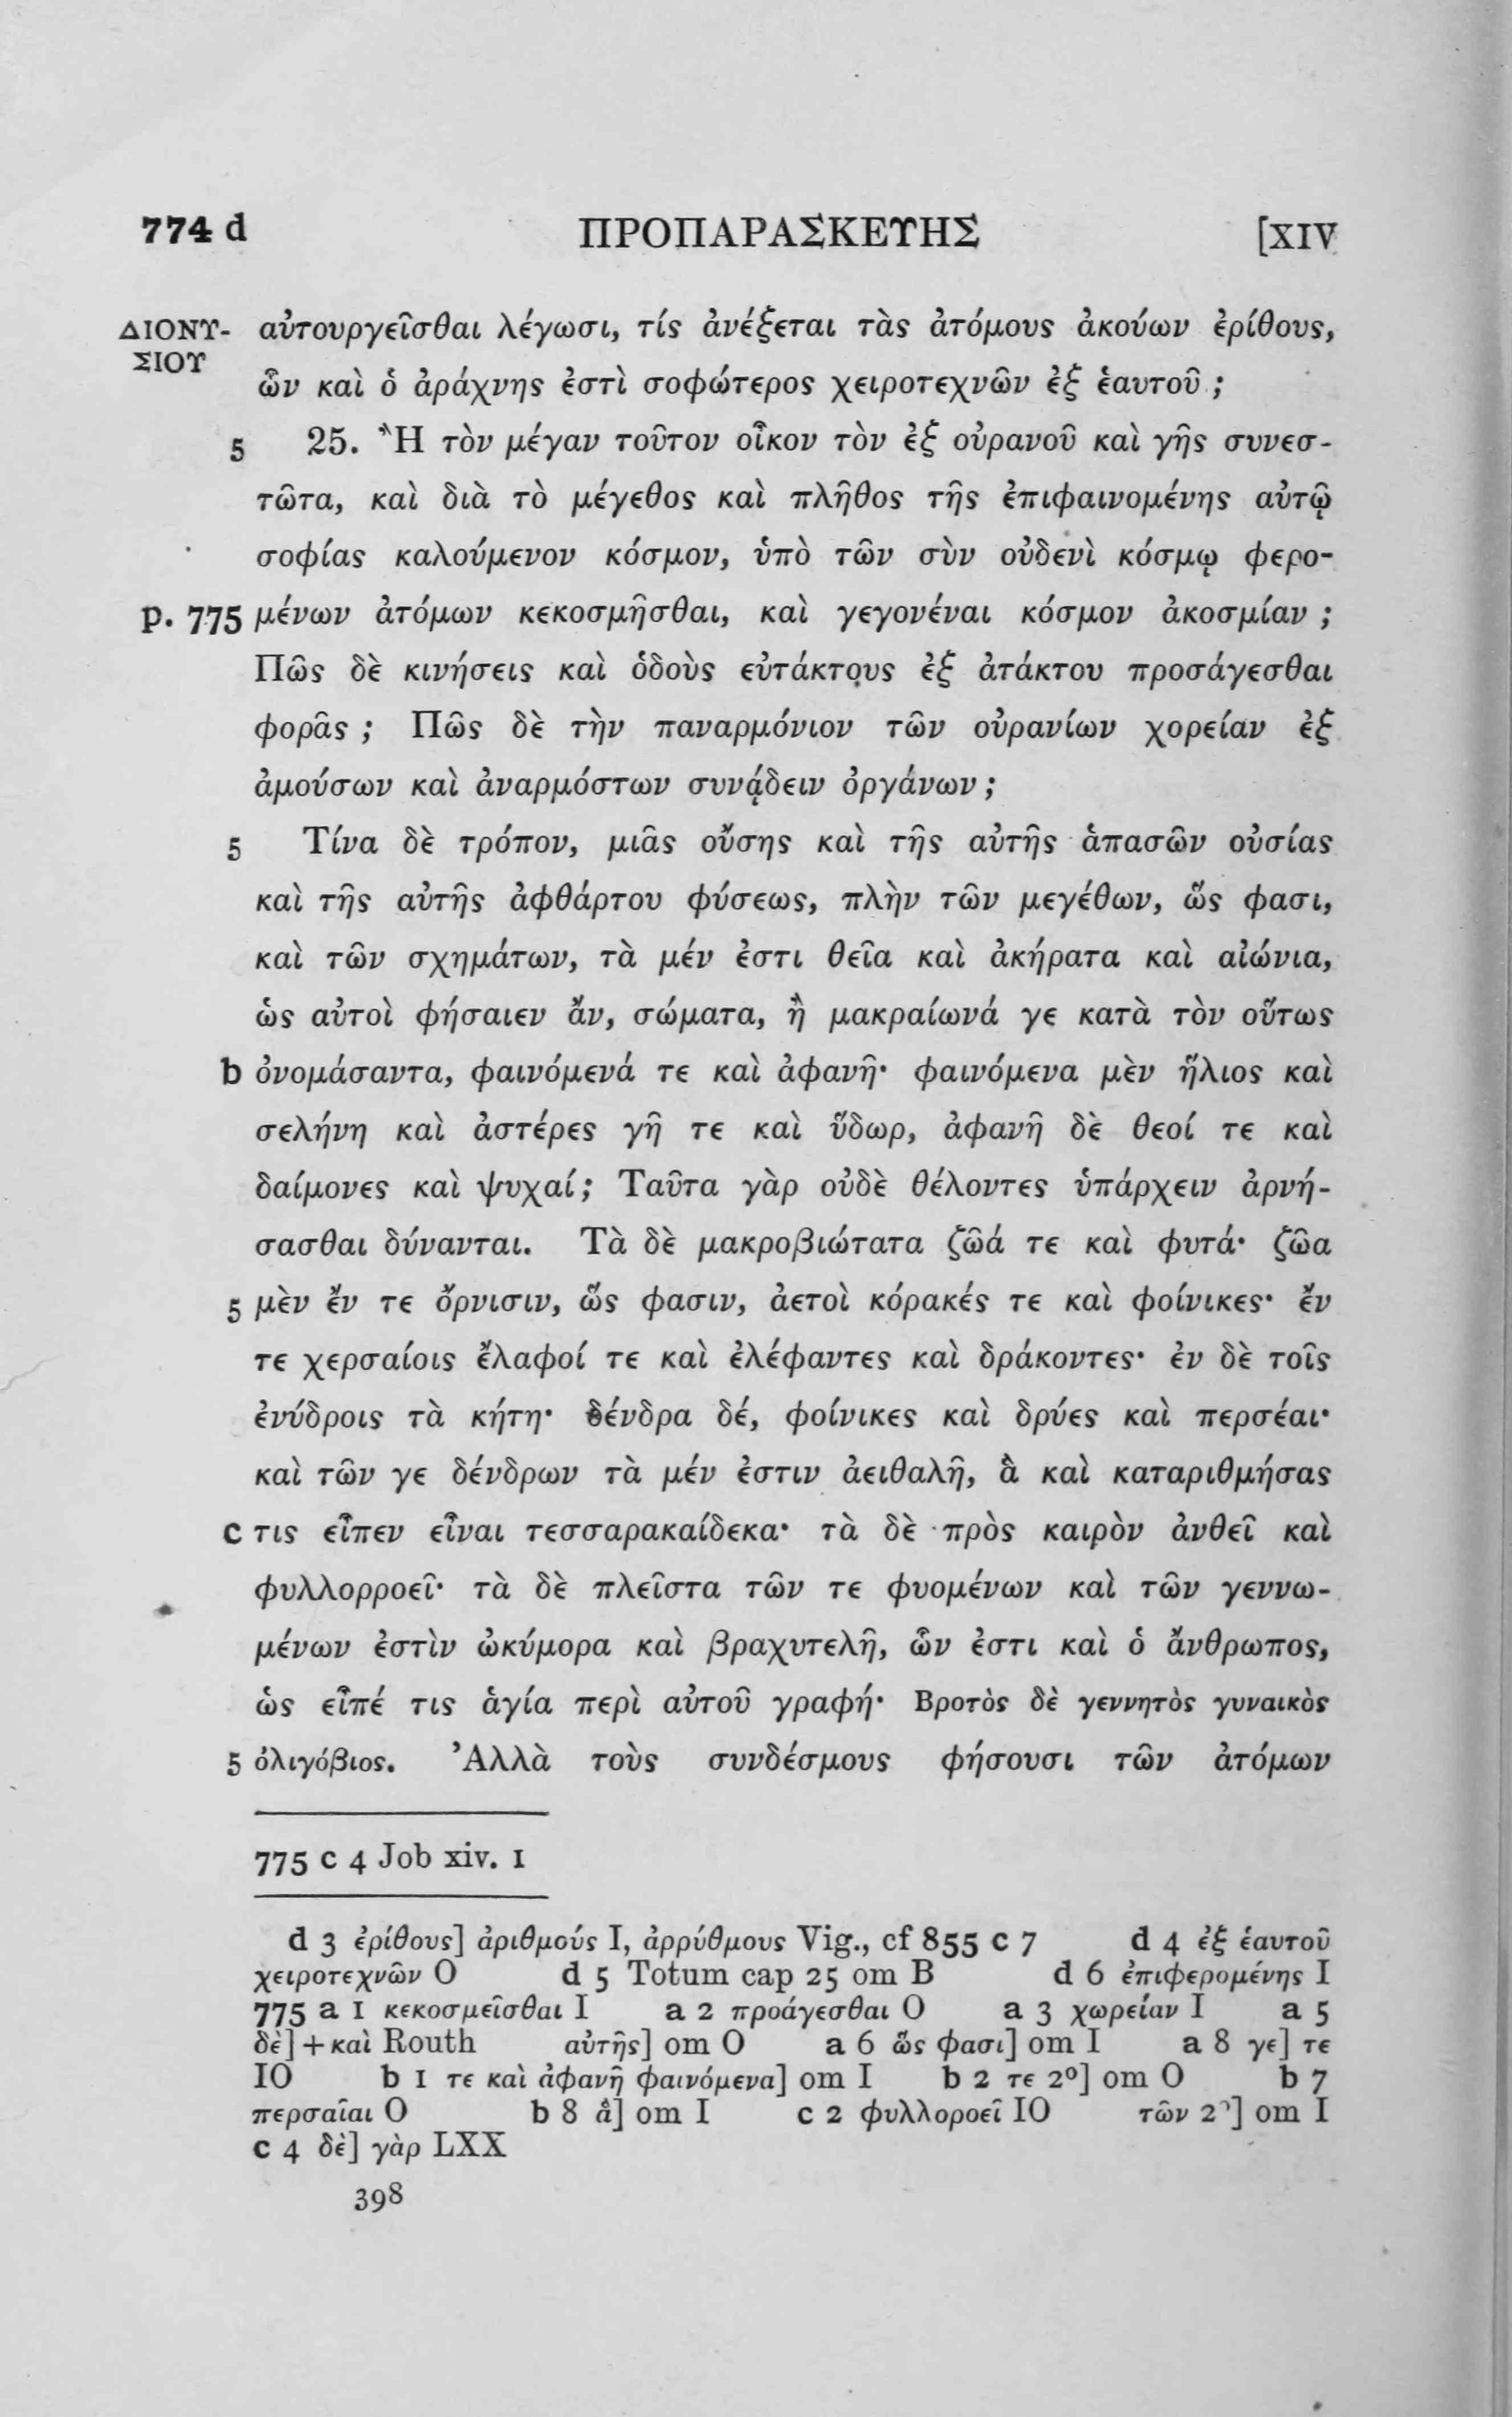 774 d ΠΡΟΠΑΡΑΣΚΕΥΗΣ [XIV
ΔΙΟΝΥ- αὐτουργεῖσθαι λέγωσι, τίς ἀνέξεται τὰς ἀτόμους ἀκούων ἐρίθους,
ΣΙΟΥ
ὧν καὶ ὁ ἀράχνης ἐστὶ σοφώτερος χειροτεχνῶν ἐξ ἑαυτοῦ ;
5 25. Ἢ τὸν μέγαν τοῦτον οἶκον τὸν ἐξ οὐρανοῦ καὶ γῆς συνεσ-
τῶτα, καὶ διὰ τὸ μέγεθος καὶ πλῆθος τῆς ἐπιφαινομένης αὐτῷ
σοφίας καλούμενον κόσμον, ὑπὸ τῶν σὺν οὐδενὶ κόσμῳ φερο-
p. 775 μένων ἀτόμων κεκοσμῆσθαι, καὶ γεγονέναι κόσμον ἀκοσμίαν ;
Πῶς δὲ κινήσεις καὶ ὁδοὺς εὐτάκτους ἐξ ἀτάκτου προσάγεσθαι
φορᾶς ; Πῶς δὲ τὴν παναρμόνιον τῶν οὐρανίων χορείαν ἐξ
ἀμούσων καὶ ἀναρμόστων συνᾴδειν ὀργάνων ;
5 Τίνα δὲ τρόπον, μιᾶς οὔσης καὶ τῆς αὐτῆς ἁπασῶν οὐσίας
καὶ τῆς αὐτῆς ἀφθάρτου φύσεως, πλὴν τῶν μεγέθων, ὥς φασι,
καὶ τῶν σχημάτων, τὰ μέν ἐστι θεῖα καὶ ἀκήρατα καὶ αἰώνια,
ὡς αὐτοὶ φήσαιεν ἄν, σώματα, ἢ μακραίωνά γε κατὰ τὸν οὕτως
b ὀνομάσαντα, φαινόμενά τε καὶ ἀφανῆ· φαινόμενα μὲν ἥλιος καὶ
σελήνη καὶ ἀστέρες γῆ τε καὶ ὕδωρ, ἀφανῆ δὲ θεοί τε καὶ
δαίμονες καὶ ψυχαί ; Ταῦτα γὰρ οὐδὲ θέλοντες ὑπάρχειν ἀρνή-
σασθαι δύνανται. Τὰ δὲ μακροβιώτατα ζῶά τε καὶ φυτά· ζῶα
5 μὲν ἔν τε ὄρνισιν, ὥς φασιν, ἀετοὶ κόρακές τε καὶ φοίνικες· ἔν
τε χερσαίοις ἔλαφοί τε καὶ ἐλέφαντες καὶ δράκοντες· ἐν δὲ τοῖς
ἐνύδροις τὰ κήτη· δένδρα δέ, φοίνικες καὶ δρύες καὶ περσέαι·
καὶ τῶν γε δένδρων τὰ μέν ἐστιν ἀειθαλῆ, ἃ καὶ καταριθμήσας
c τις εἶπεν εἶναι τεσσαρακαίδεκα· τὰ δὲ πρὸς καιρὸν ἀνθεῖ καὶ
φυλλορροεῖ· τὰ δὲ πλεῖστα τῶν τε φυομένων καὶ τῶν γεννω-
μένων ἐστὶν ὠκύμορα καὶ βραχυτελῆ, ὧν ἐστι καὶ ὁ ἄνθρωπος,
ὡς εἶπέ τις ἁγία περὶ αὐτοῦ γραφή· Βροτὸς δὲ γεννητὸς γυναικὸς
5 ὀλιγόβιος. Ἀλλὰ τοὺς συνδέσμους φήσουσι τῶν ἀτόμων
775 c 4 Job xiv. 1
d 3 ἐρίθους] ἀριθμούς I, ἀρρύθμους Vig., cf 855 c 7 d 4 ἐξ ἑαυτοῦ
χειροτεχνῶν O d 5 Totum cap 25 om B d 6 ἐπιφερομένης I
775 a 1 κεκοσμεῖσθαι I a 2 προάγεσθαι O a 3 χωρείαν I a 5
δὲ] + καὶ Routh αὐτῆς] om O a 6 ὥς φασι] om I a 8 γε] τε
IO b 1 τε καὶ ἀφανῆ φαινόμενα] om I b 2 τε 2º] om O b 7
περσαῖαι O b 8 ἃ] om I c 2 φυλλοροεῖ IO τῶν 2º] om I
c 4 δὲ] γὰρ LXX
398